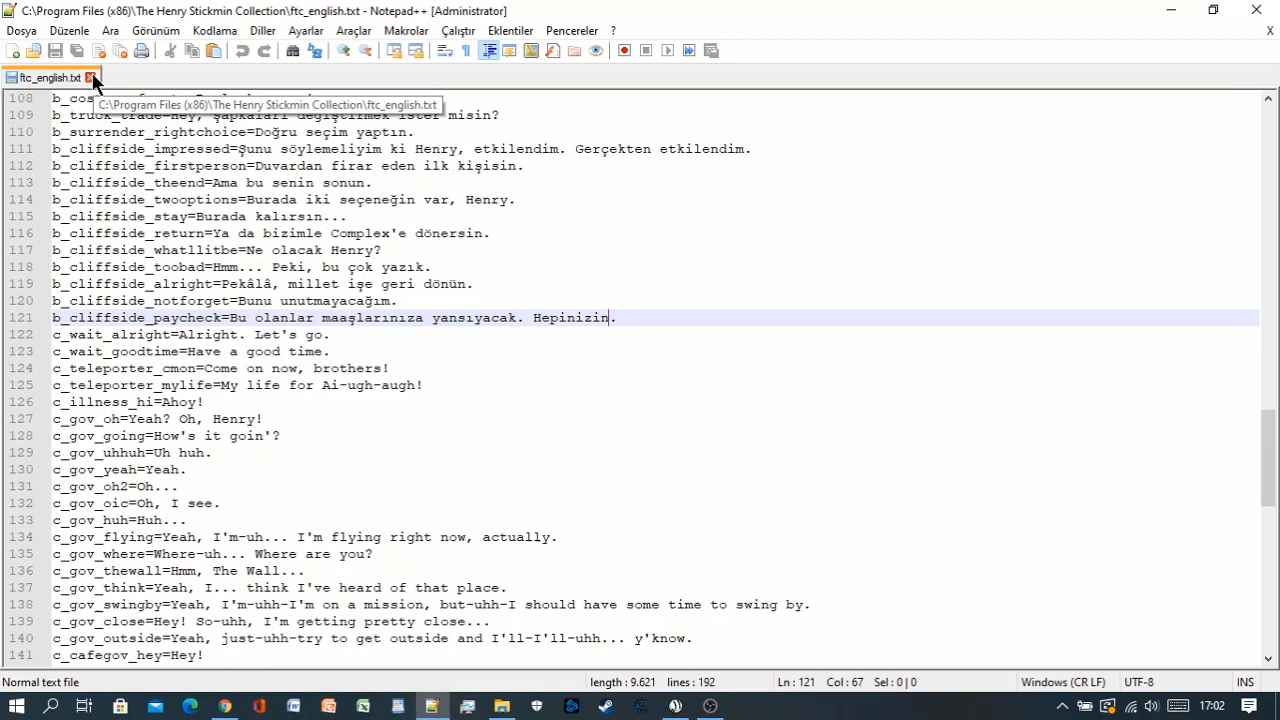 C:\Program Files (x86)\The Henry Stickmin Collection\ftc_english.txt - Notepad++ [Administrator]
Dosya Düzenle Ara Görünüm Kodlama Diller Ayarlar Araçlar Makrolar Çalıştır Eklentiler Pencereler ? X
ftc_english.txt
C:\Program Files (x86)\The Henry Stickmin Collection\ftc_english.txt
108
109 b_truck_trade=Hey, şapkaları değiştirmek ister misin?
110 b_surrender_rightchoice=Doğru seçim yaptın.
111 b_cliffside_impressed=Şunu söylemeliyim ki Henry, etkilendim. Gerçekten etkilendim.
112 b_cliffside_firstperson=Duvardan firar eden ilk kişisin.
113 b_cliffside_theend=Ama bu senin sonun.
114 b_cliffside_twooptions=Burada iki seçeneğin var, Henry.
115 b_cliffside_stay=Burada kalırsın...
116 b_cliffside_return=Ya da bizimle Complex'e dönersin.
117 b_cliffside_whatllitbe=Ne olacak Henry?
118 b_cliffside_toobad=Hmm... Peki, bu çok yazık.
119 b_cliffside_alright=Pekâlâ, millet işe geri dönün.
120 b_cliffside_notforget=Bunu unutmayacağım.
121 b_cliffside_paycheck=Bu olanlar maaşlarınıza yansıyacak. Hepinizin.
122 c_wait_alright=Alright. Let's go.
123 c_wait_goodtime=Have a good time.
124 c_teleporter_cmon=Come on now, brothers!
125 c_teleporter_mylife=My life for Ai-ugh-augh!
126 c_illness_hi=Ahoy!
127 c_gov_oh=Yeah? Oh, Henry!
128 c_gov_going=How's it goin'?
129 c_gov_uhhuh=Uh huh.
130 c_gov_yeah=Yeah.
131 c_gov_oh2=Oh...
132 c_gov_oic=Oh, I see.
133 c_gov_huh=Huh...
134 c_gov_flying=Yeah, I'm-uh... I'm flying right now, actually.
135 c_gov_where=Where-uh... Where are you?
136 c_gov_thewall=Hmm, The Wall...
137 c_gov_think=Yeah, I... think I've heard of that place.
138 c_gov_swingby=Yeah, I'm-uhh-I'm on a mission, but-uhh-I should have some time to swing by.
139 c_gov_close=Hey! So-uhh, I'm getting pretty close...
140 c_gov_outside=Yeah, just-uhh-try to get outside and I'll-I'll-uhh... y'know.
141 c_cafegov_hey=Hey!
Normal text file length : 9.621 lines : 192 Ln : 121 Col : 67 Sel : 0 | 0 Windows (CR LF) UTF-8 INS
17:02